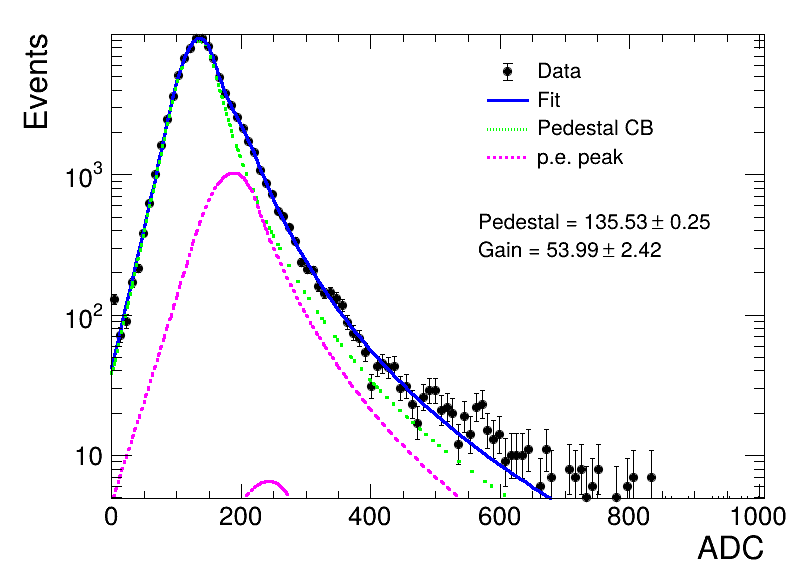 Events
Data
Fit
Pedestal CB
p.e. peak
Pedestal = 135.53 ± 0.25
Gain = 53.99 ± 2.42
10³
10²
10
0 200 400 600 800 1000
ADC